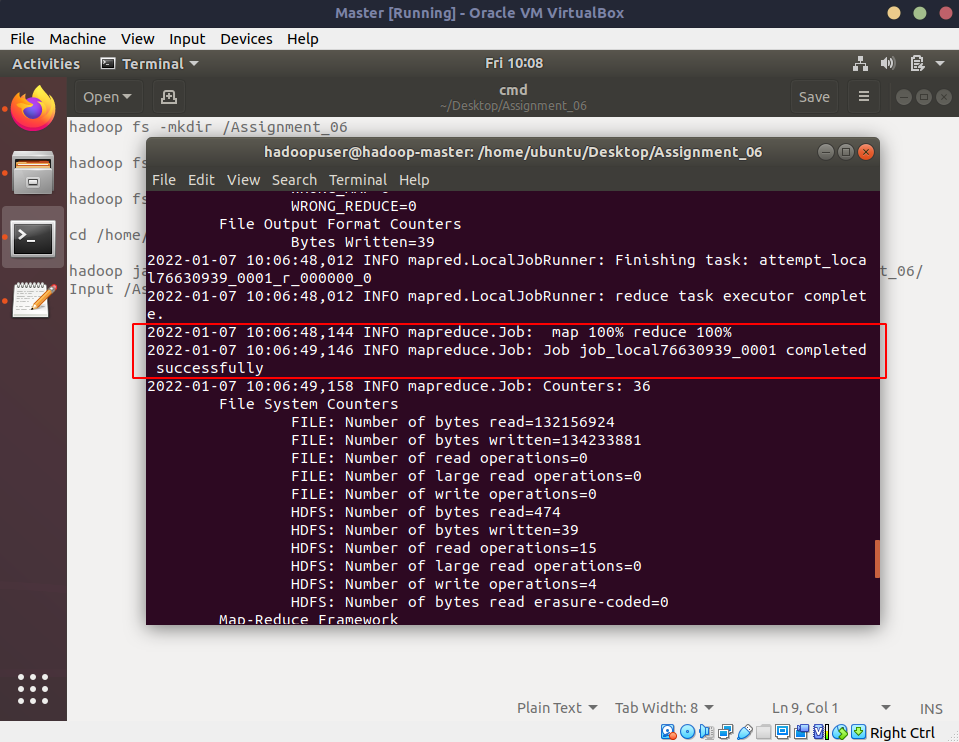 Master [Running] - Oracle VM VirtualBox
File Machine View Input Devices Help
Activities Terminal Fri 10:08
Open cmd Save
~/Desktop/Assignment_06
hadoop fs -mkdir /Assignment_06
hadoopuser@hadoop-master: /home/ubuntu/Desktop/Assignment_06
hadoop fs
File Edit View Search Terminal Help
hadoop fs
WRONG_REDUCE=0
File Output Format Counters
cd /home/
Bytes Written=39
2022-01-07 10:06:48,012 INFO mapred.LocalJobRunner: Finishing task: attempt_loca
hadoop ja
l76630939_0001_r_000000_0
t_06/
Input /As
2022-01-07 10:06:48,012 INFO mapred.LocalJobRunner: reduce task executor complet
e.
2022-01-07 10:06:48,144 INFO mapreduce.Job:  map 100% reduce 100%
2022-01-07 10:06:49,146 INFO mapreduce.Job: Job job_local76630939_0001 completed
successfully
2022-01-07 10:06:49,158 INFO mapreduce.Job: Counters: 36
File System Counters
FILE: Number of bytes read=132156924
FILE: Number of bytes written=134233881
FILE: Number of read operations=0
FILE: Number of large read operations=0
FILE: Number of write operations=0
HDFS: Number of bytes read=474
HDFS: Number of bytes written=39
HDFS: Number of read operations=15
HDFS: Number of large read operations=0
HDFS: Number of write operations=4
HDFS: Number of bytes read erasure-coded=0
Map-Reduce Framework
Plain Text Tab Width: 8 Ln 9, Col 1 INS
Right Ctrl